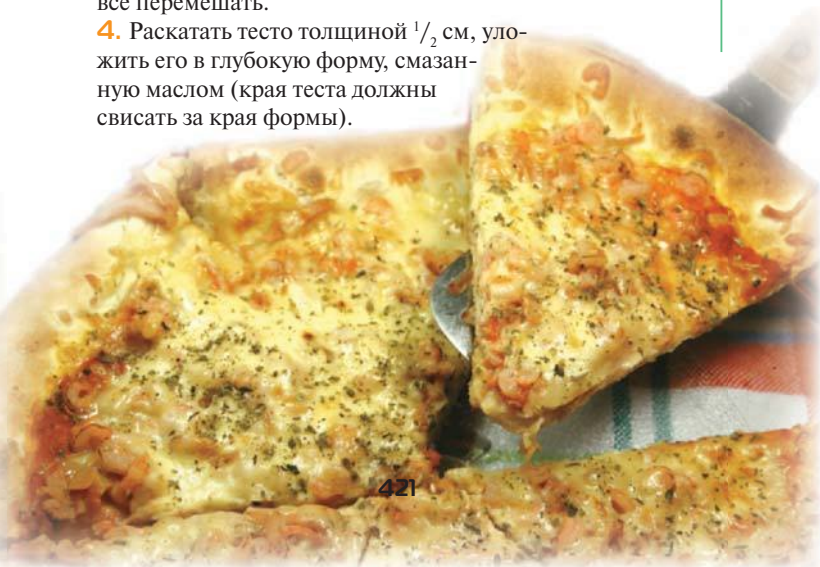 все перемешать.
4. Раскатать тесто толщиной 1/2 см, уло-
жить его в глубокую форму, смазан-
ную маслом (края теста должны
свисать за края формы).
421